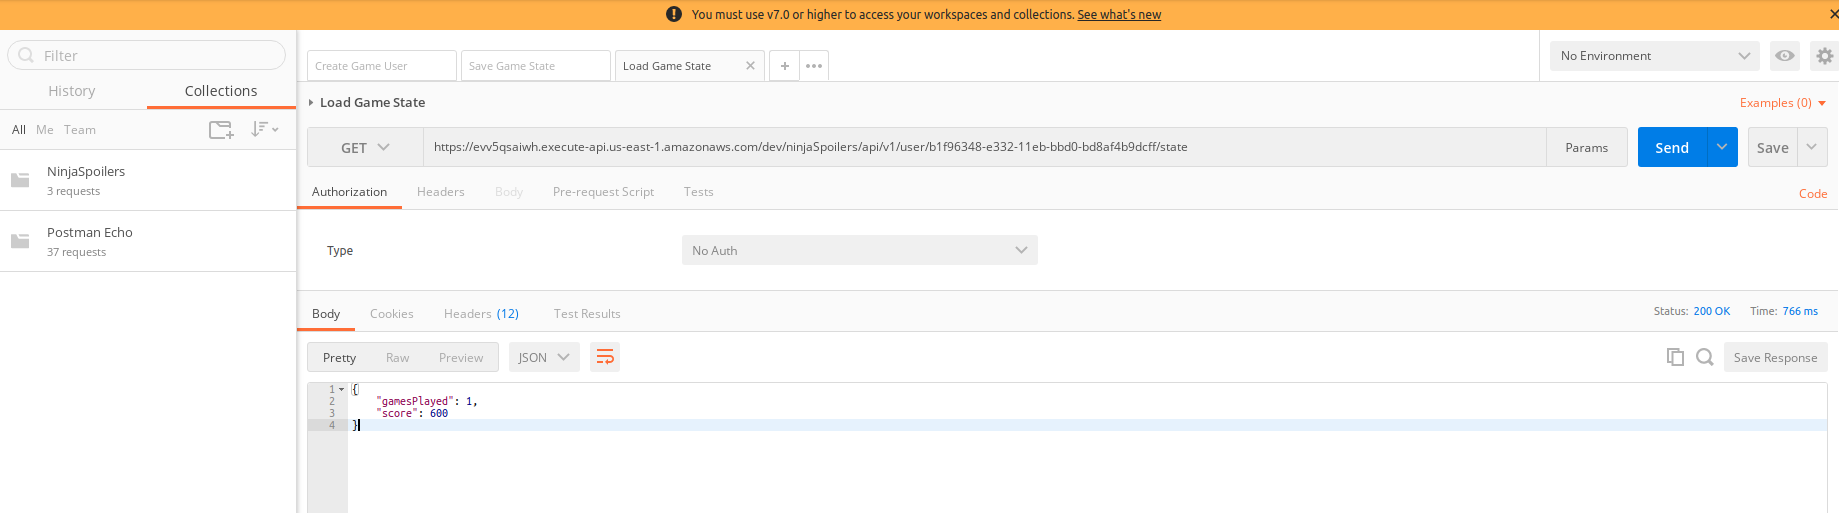 You must use v7.0 or higher to access your workspaces and collections. See what's new
Filter
History Collections
All Me Team
NinjaSpoilers
3 requests
Postman Echo
37 requests
Create Game User Save Game State Load Game State
No Environment
Load Game State
Examples (0)
GET https://evv5qsaiwh.execute-api.us-east-1.amazonaws.com/dev/ninjaSpoilers/api/v1/user/b1f96348-e332-11eb-bbd0-bd8af4b9dcff/state Params Send Save
Authorization Headers Body Pre-request Script Tests
Code
Type No Auth
Body Cookies Headers (12) Test Results
Status: 200 OK Time: 766 ms
Pretty Raw Preview JSON
Save Response
1 {
2 "gamesPlayed": 1,
3 "score": 600
4 }